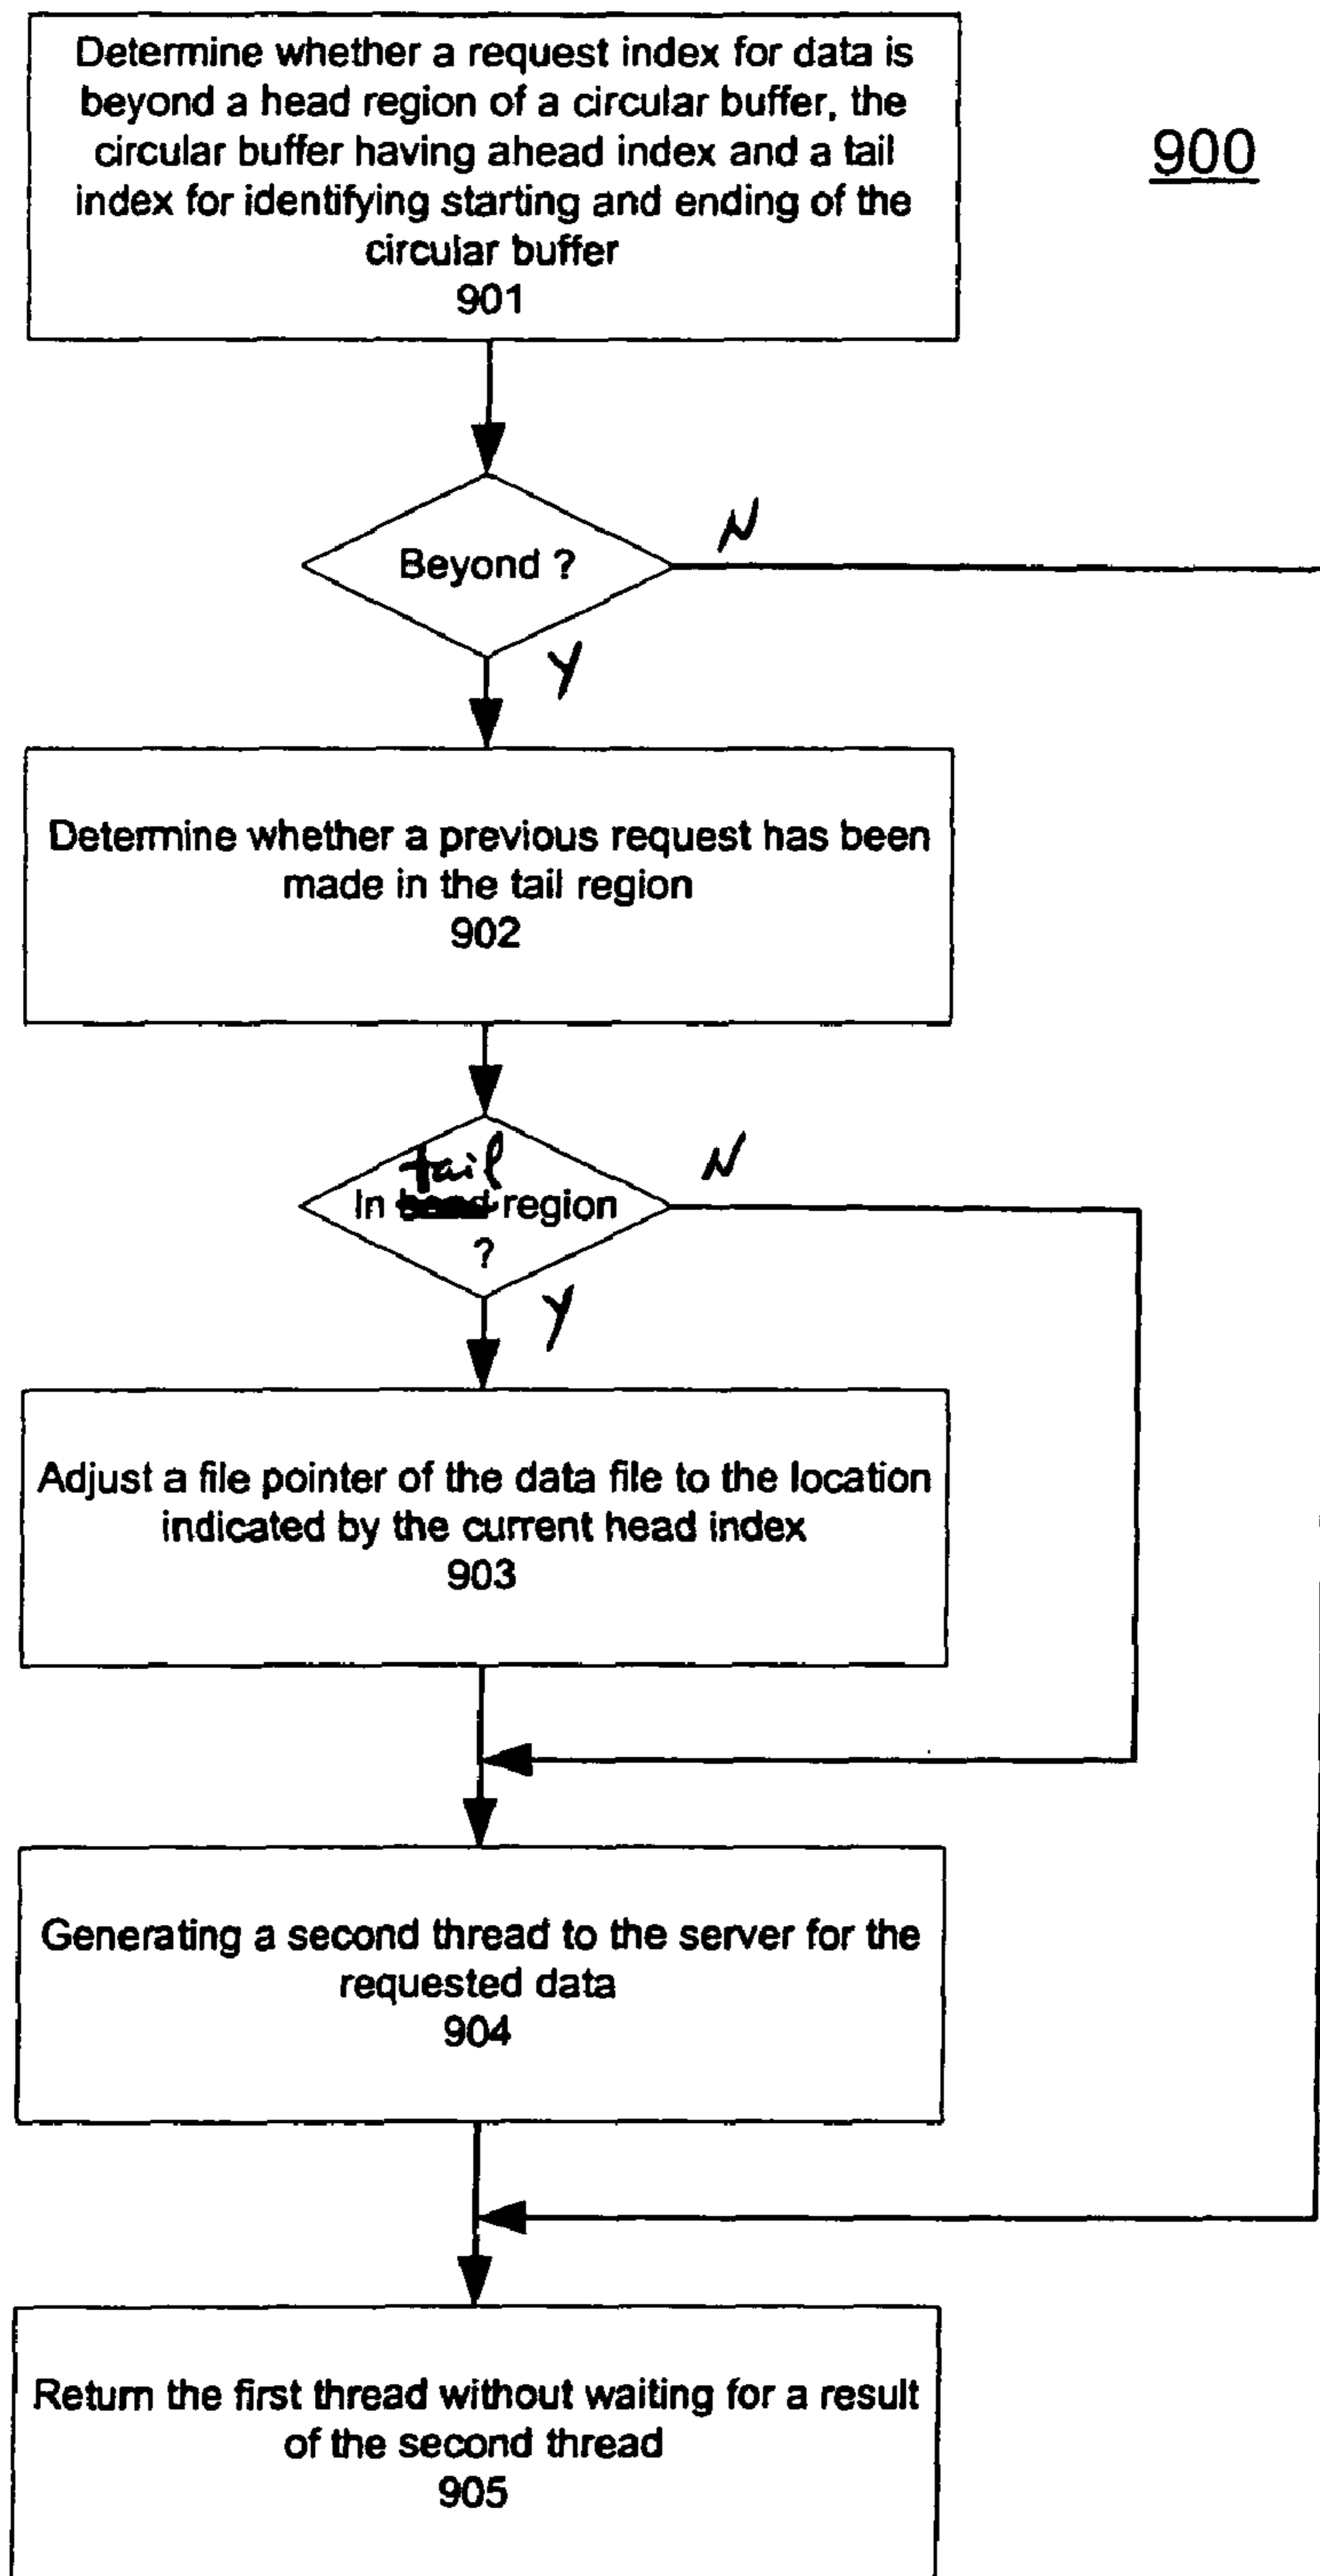 Determine whether a request index for data is
beyond a head region of a circular buffer, the
circular buffer having ahead index and a tail
index for identifying starting and ending of the
circular buffer
901
900
Beyond ?
N
Y
Determine whether a previous request has been
made in the tail region
902
tail
In region
?
N
Y
Adjust a file pointer of the data file to the location
indicated by the current head index
903
Generating a second thread to the server for the
requested data
904
Return the first thread without waiting for a result
of the second thread
905